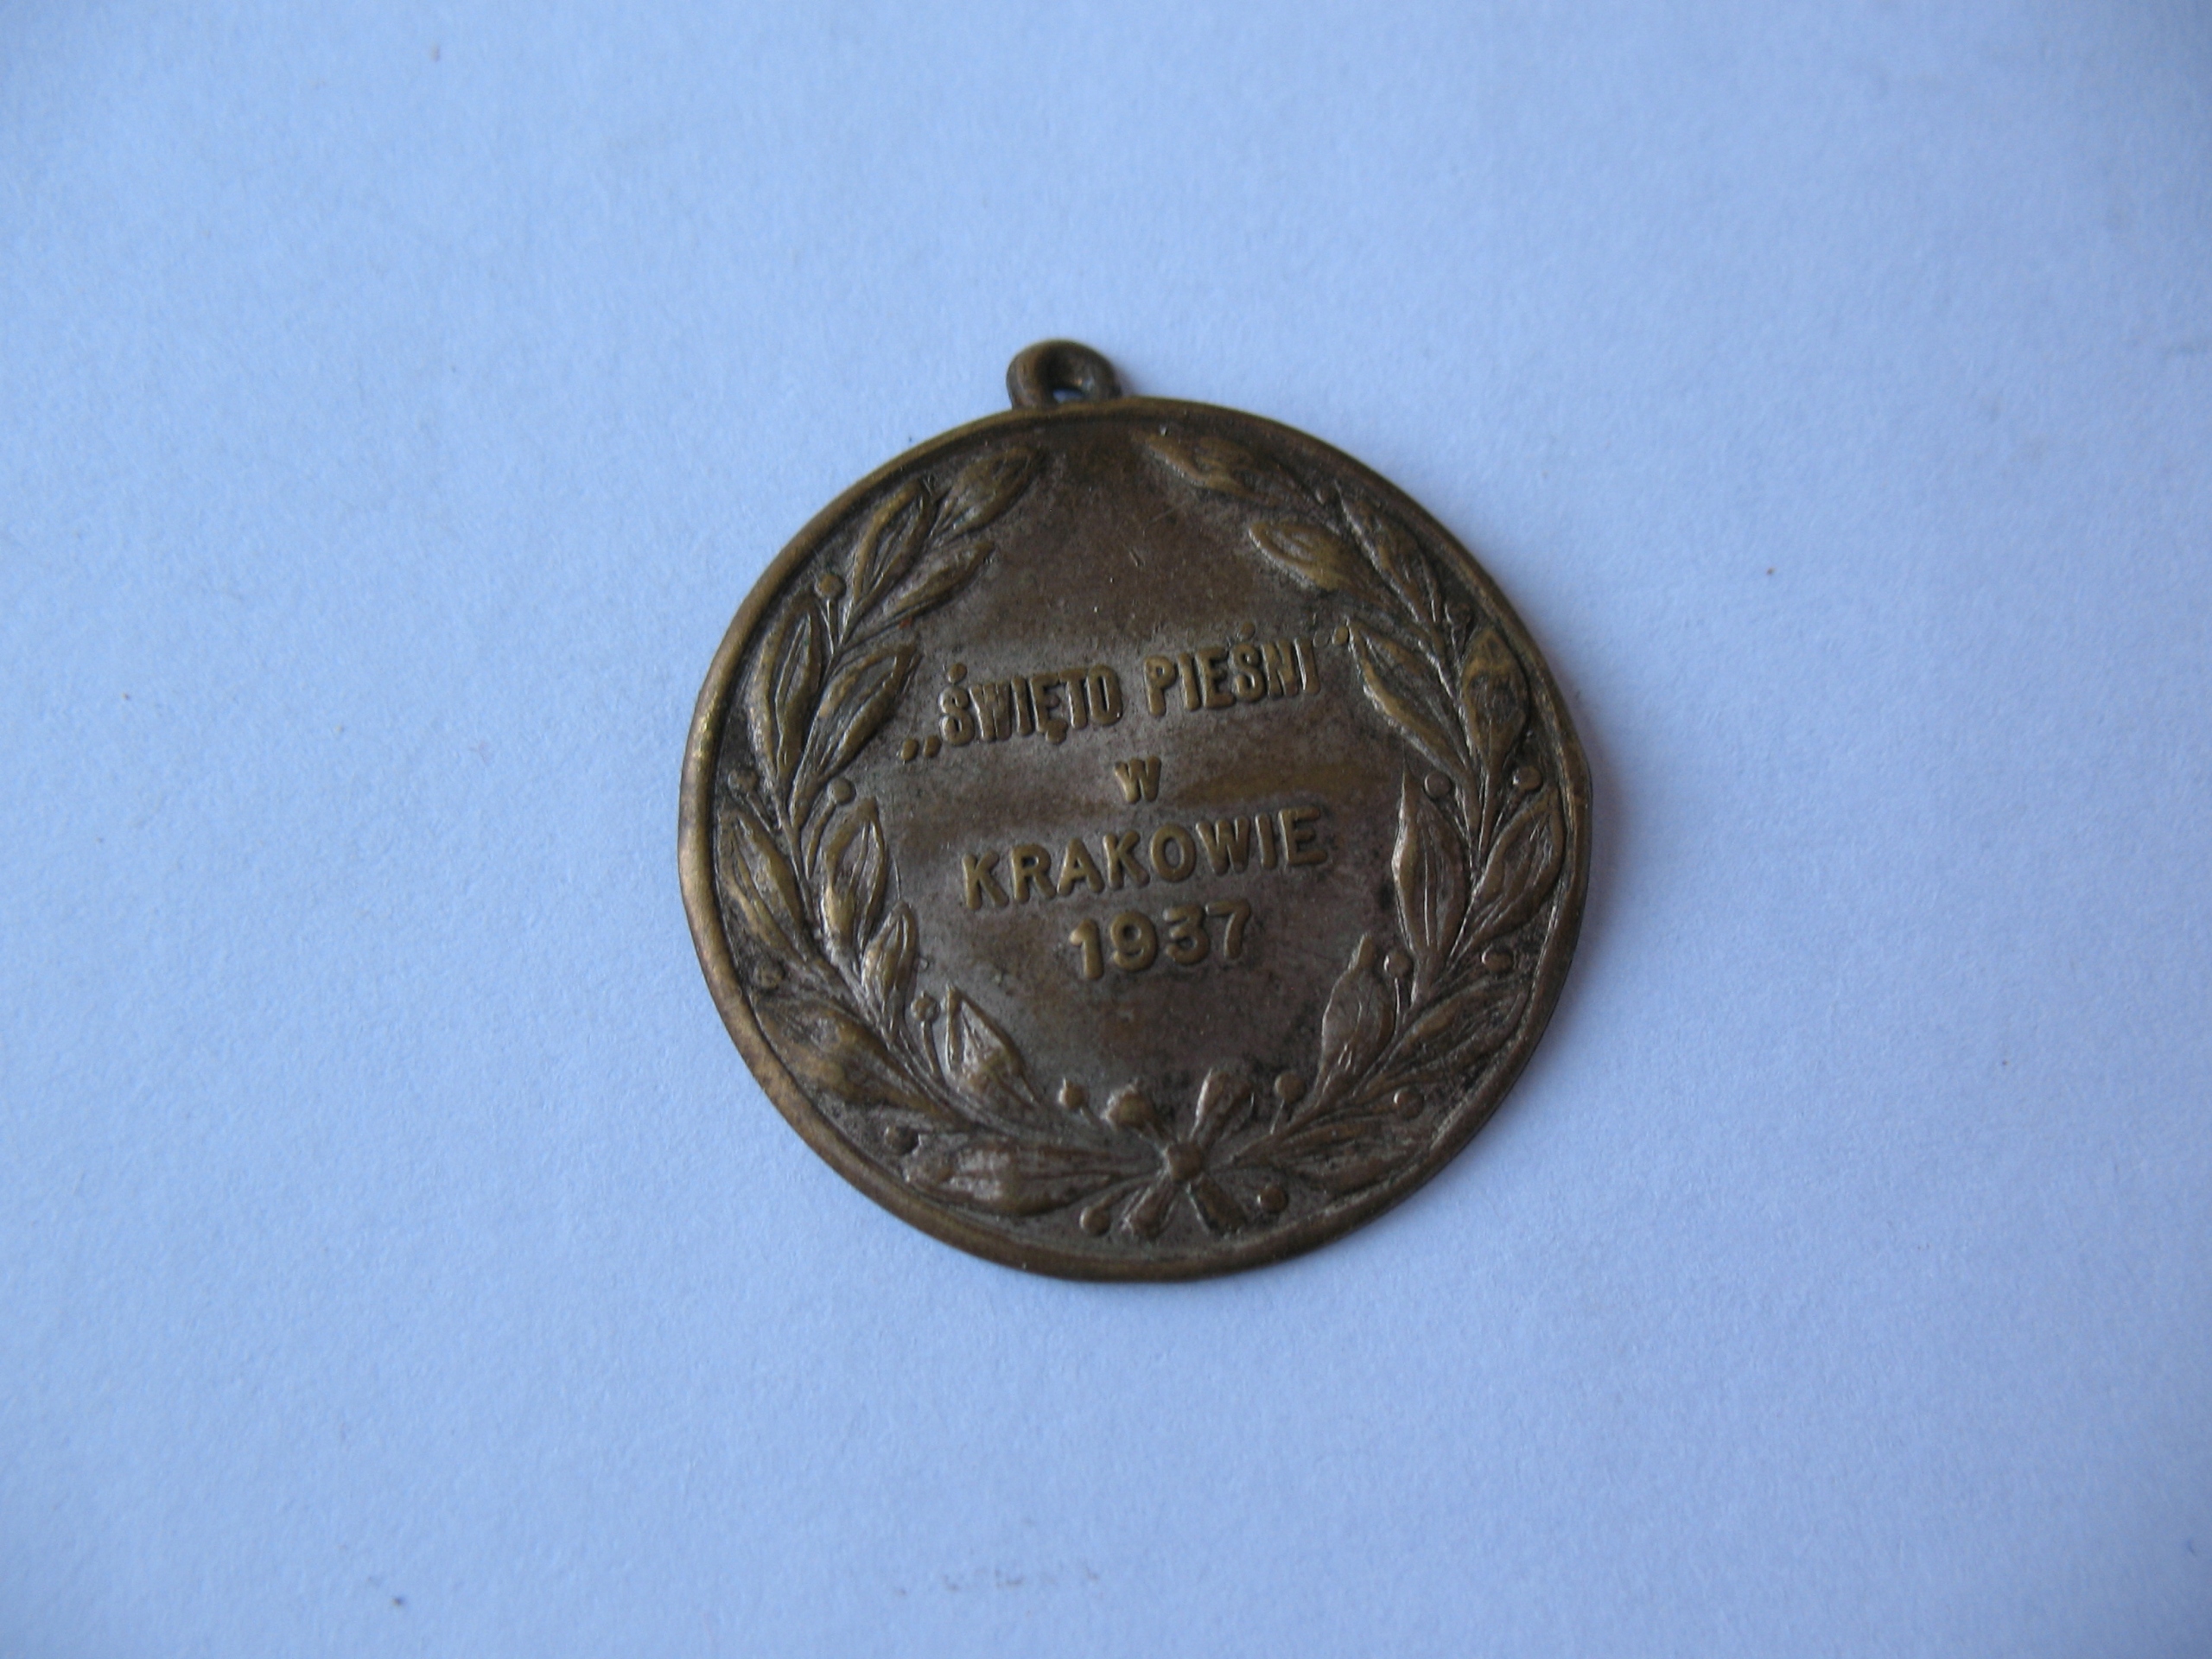 „ŚWIĘTO PIEŚNI"
W
KRAKOWIE
1937